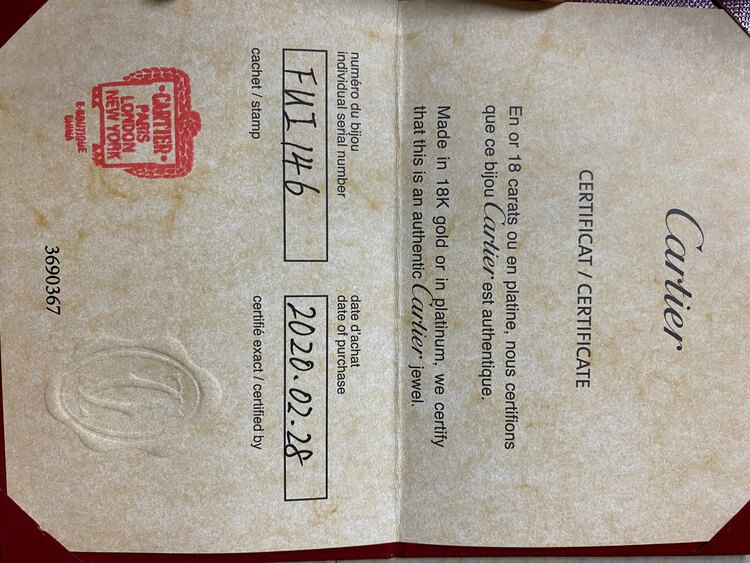 Cartier
CERTIFICAT / CERTIFICATE
En or 18 carats ou en platine, nous certifions
que ce bijou Cartier est authentique.
Made in 18K gold or in platinum, we certify
that this is an authentic Cartier jewel.
numéro du bijou
individual serial number
FUI146
cachet / stamp
CARTIER
PARIS
LONDON
NEW YORK
E-BOUTIQUE
CHINA
date d'achat
date of purchase
2020.02.28
certifié exact / certified by
3690367